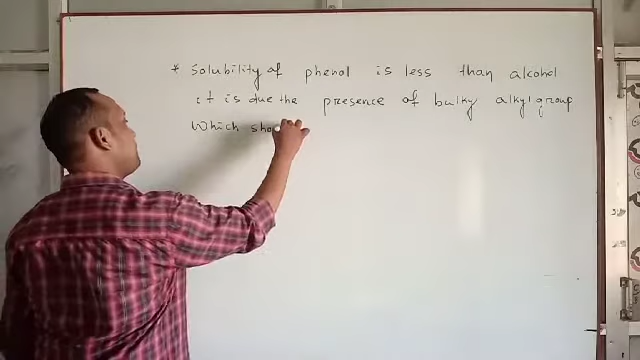 * Solubility of phenol is less than alcohol
it is due the presence of bulky alkyl group
Which sho